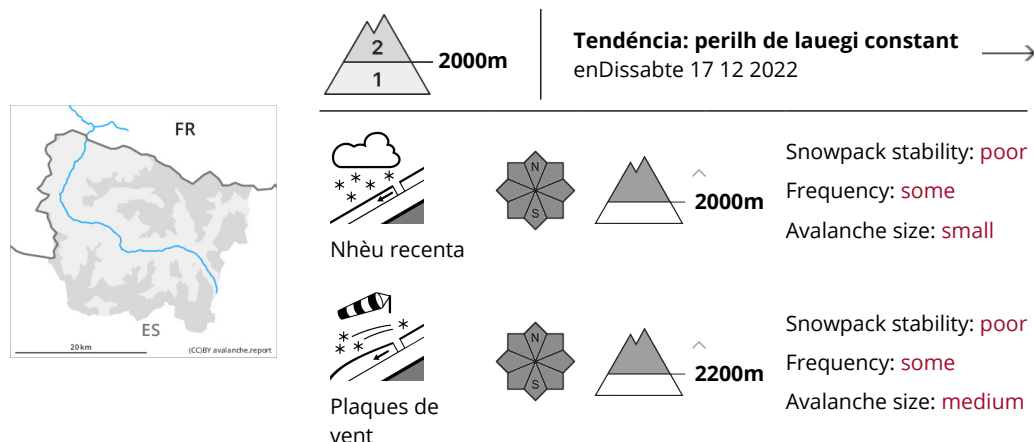 2
1
2000m
Tendéncia: perilh de lauegi constant
enDissabte 17 12 2022
FR
ES
20 km
(CC)BY avalanche.report
N
S
2000m
Nhèu recenta
Snowpack stability: poor
Frequency: some
Avalanche size: small
N
S
2200m
Plaques de
vent
Snowpack stability: poor
Frequency: some
Avalanche size: medium